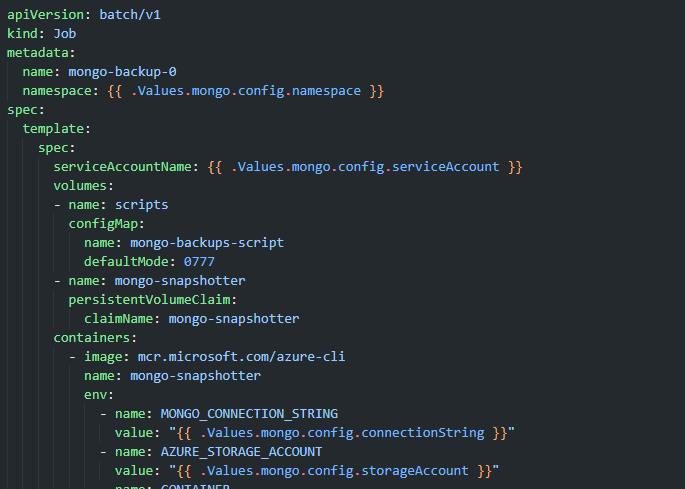 apiVersion: batch/v1
kind: Job
metadata:
  name: mongo-backup-0
  namespace: {{ .Values.mongo.config.namespace }}
spec:
  template:
    spec:
      serviceAccountName: {{ .Values.mongo.config.serviceAccount }}
      volumes:
      - name: scripts
        configMap:
          name: mongo-backups-script
          defaultMode: 0777
      - name: mongo-snapshotter
        persistentVolumeClaim:
          claimName: mongo-snapshotter
      containers:
        - image: mcr.microsoft.com/azure-cli
          name: mongo-snapshotter
          env:
            - name: MONGO_CONNECTION_STRING
              value: "{{ .Values.mongo.config.connectionString }}"
            - name: AZURE_STORAGE_ACCOUNT
              value: "{{ .Values.mongo.config.storageAccount }}"
            - name: CONTAINER